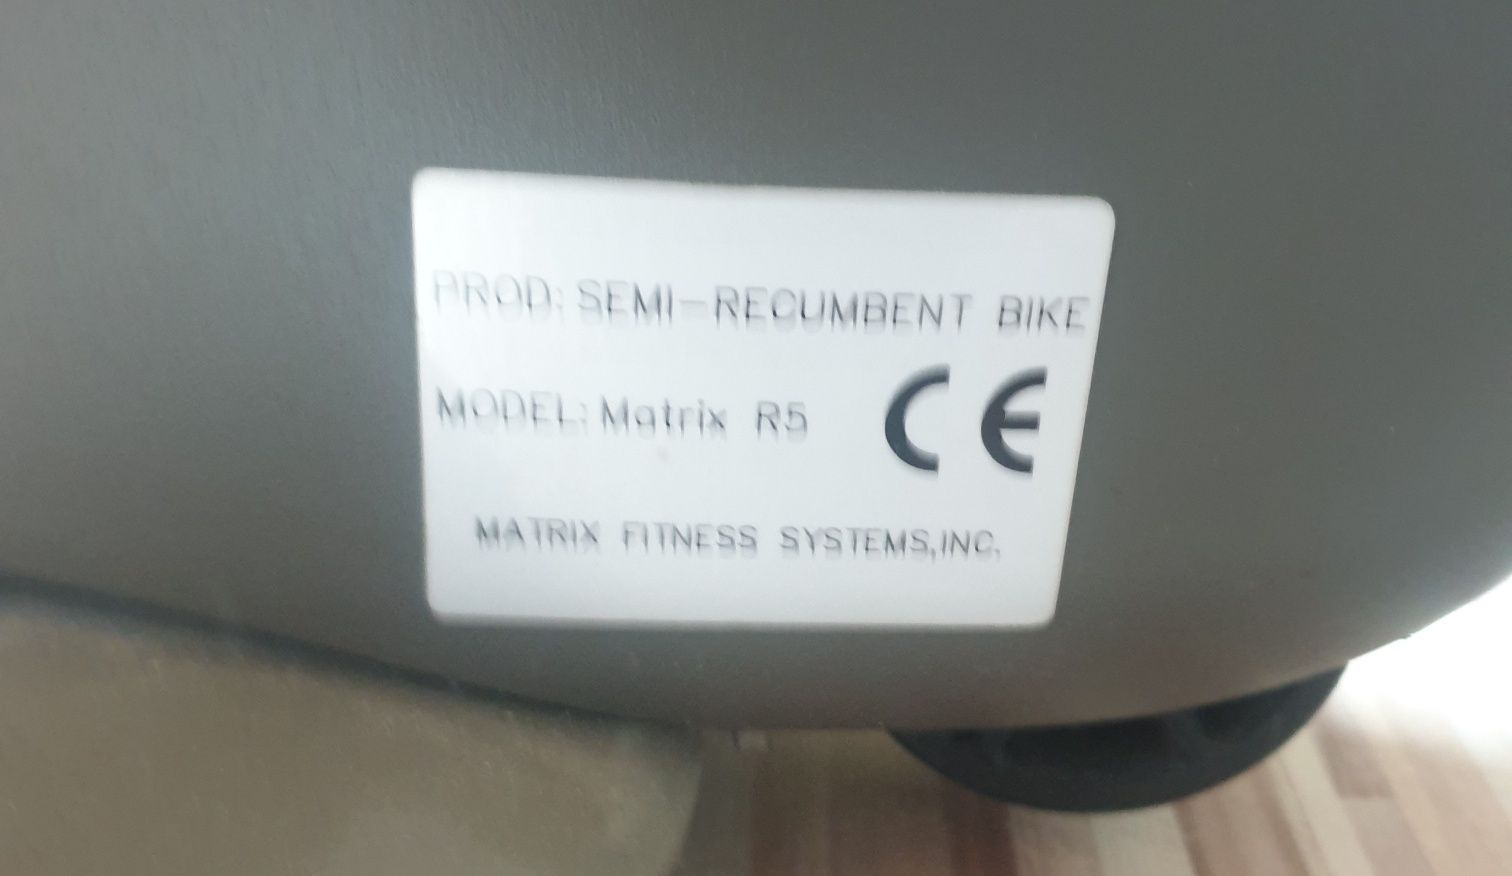 PROD: SEMI-RECUMBENT BIKE
MODEL: Matrix R5 CE
MATRIX FITNESS SYSTEMS,INC.